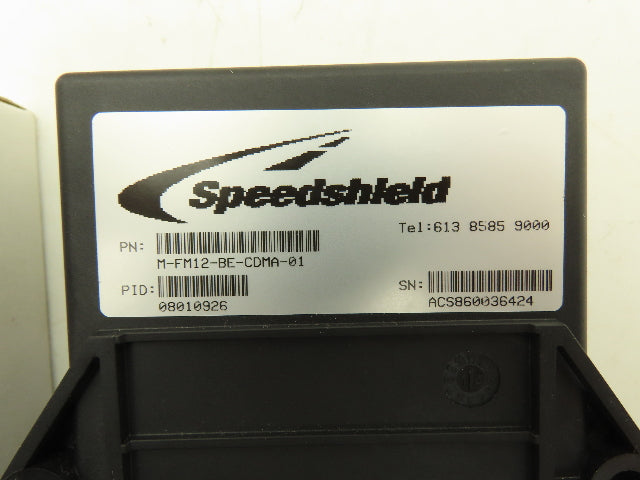 Speedshield
Tel:613 8585 9000
PN:
M-FM12-BE-CDMA-01
PID:
08010926
SN:
ACS860036424